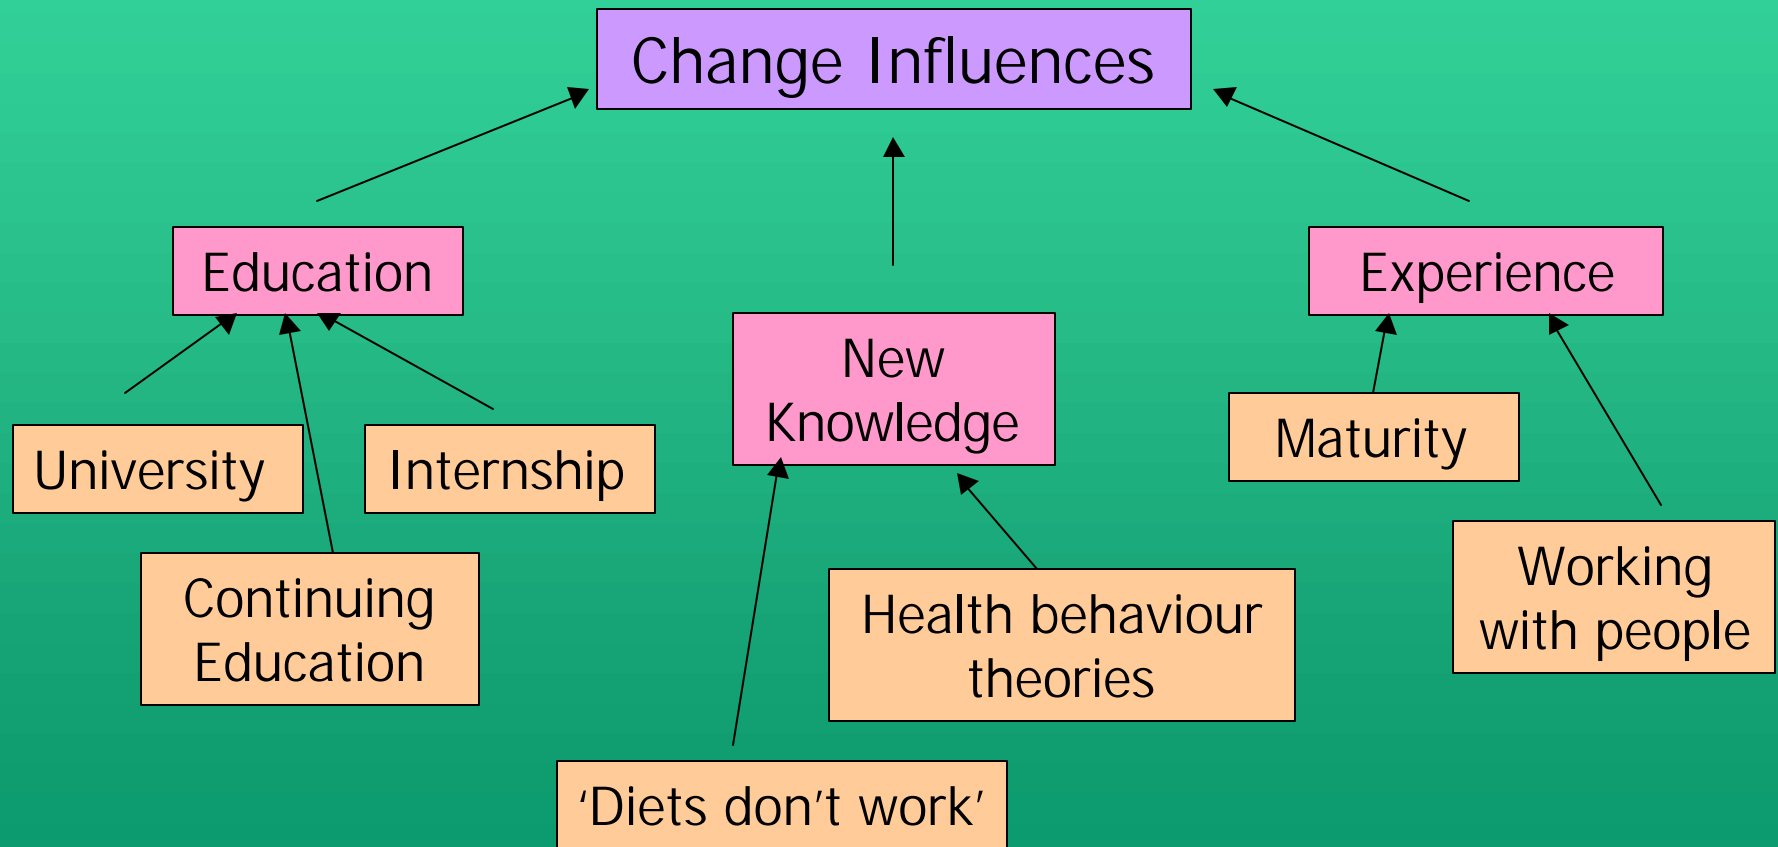 Change Influences
Education
Experience
New
Knowledge
Maturity
University
Internship
Continuing
Education
Health behaviour
theories
Working
with people
‘Diets don’t work’